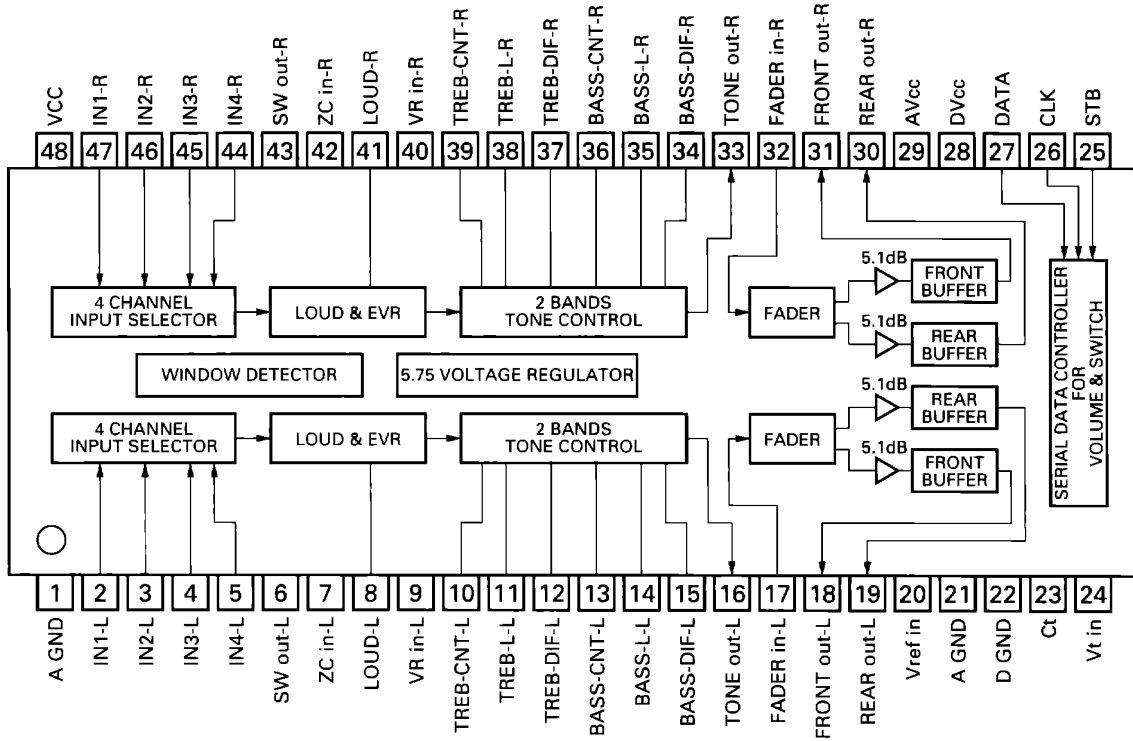 VCC
IN1-R
IN2-R
IN3-R
IN4-R
SW out-R
ZC in-R
LOUD-R
VR in-R
TREB-CNT-R
TREB-L-R
TREB-DIF-R
BASS-CNT-R
BASS-L-R
BASS-DIF-R
TONE out-R
FADER in-R
FRONT out-R
REAR out-R
AVcc
DVcc
DATA
CLK
STB
48 47 46 45 44 43 42 41 40 39 38 37 36 35 34 33 32 31 30 29 28 27 26 25
4 CHANNEL
INPUT SELECTOR
LOUD & EVR
2 BANDS
TONE CONTROL
FADER
5.1dB
FRONT
BUFFER
5.1dB
REAR
BUFFER
WINDOW DETECTOR
5.75 VOLTAGE REGULATOR
4 CHANNEL
INPUT SELECTOR
LOUD & EVR
2 BANDS
TONE CONTROL
FADER
5.1dB
REAR
BUFFER
5.1dB
FRONT
BUFFER
SERIAL DATA CONTROLLER
FOR
VOLUME & SWITCH
1 2 3 4 5 6 7 8 9 10 11 12 13 14 15 16 17 18 19 20 21 22 23 24
A GND
IN1-L
IN2-L
IN3-L
IN4-L
SW out-L
ZC in-L
LOUD-L
VR in-L
TREB-CNT-L
TREB-L-L
TREB-DIF-L
BASS-CNT-L
BASS-L-L
BASS-DIF-L
TONE out-L
FADER in-L
FRONT out-L
REAR out-L
Vref in
A GND
D GND
Ct
Vt in